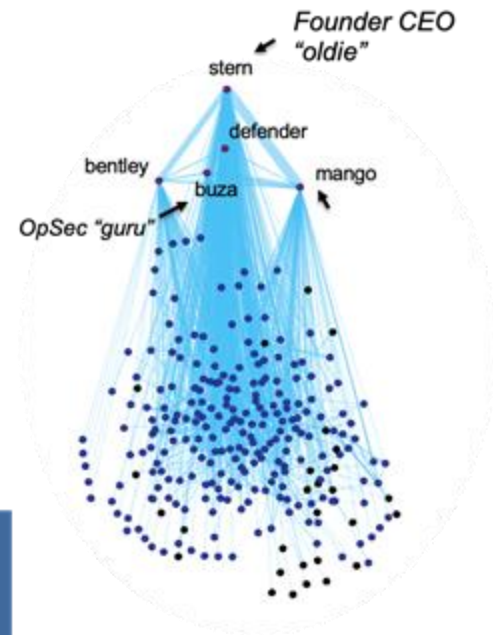 Founder CEO
“oldie”
stern
defender
bentley
mango
buza
OpSec “guru”